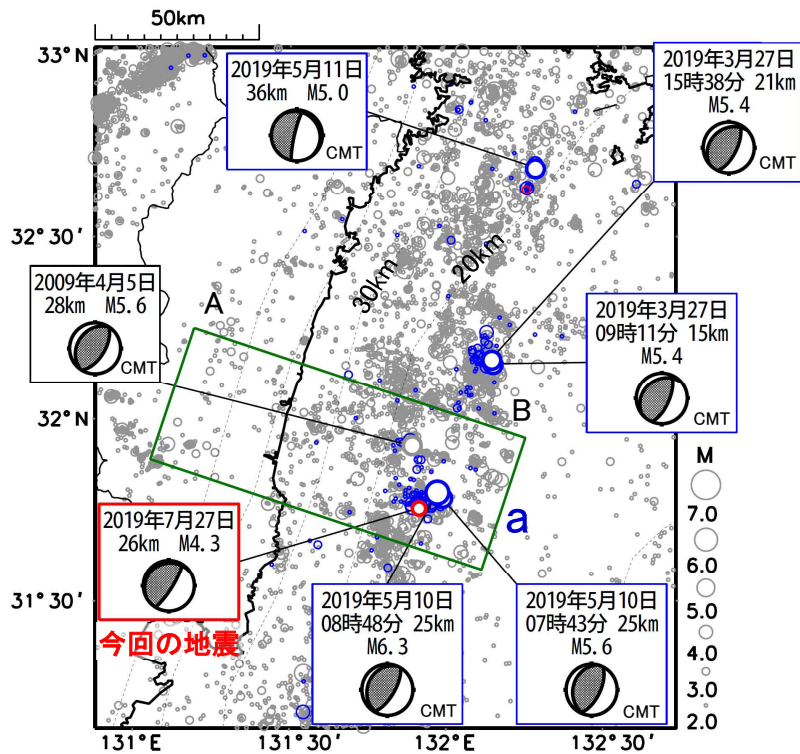 50km
33°N
32°30′
32°N
31°30′
131°E
131°30′
132°E
132°30′
2019年5月11日
36km M5.0
CMT
2019年3月27日
15時38分 21km
M5.4
CMT
2009年4月5日
28km M5.6
CMT
A
30km
20km
2019年3月27日
09時11分 15km
M5.4
CMT
B
a
2019年7月27日
26km M4.3
今回の地震
2019年5月10日
08時48分 25km
M6.3
CMT
2019年5月10日
07時43分 25km
M5.6
CMT
M
7.0
6.0
5.0
4.0
3.0
2.0